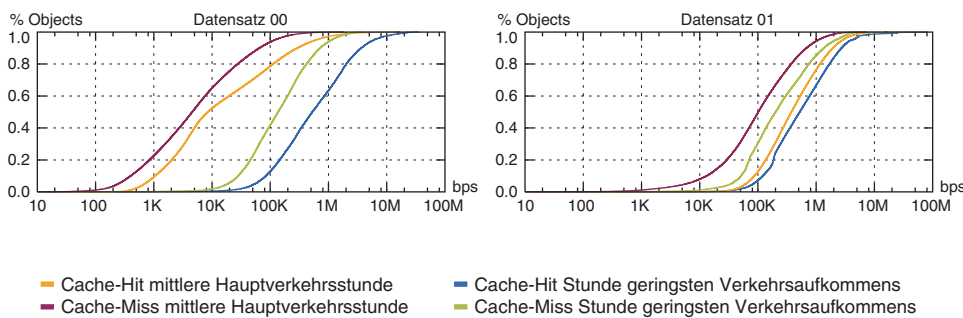 % Objects Datensatz 00
1.0
0.8
0.6
0.4
0.2
0.0
bps
10 100 1K 10K 100K 1M 10M 100M
% Objects Datensatz 01
1.0
0.8
0.6
0.4
0.2
0.0
bps
10 100 1K 10K 100K 1M 10M 100M
Cache-Hit mittlere Hauptverkehrsstunde
Cache-Miss mittlere Hauptverkehrsstunde
Cache-Hit Stunde geringsten Verkehrsaufkommens
Cache-Miss Stunde geringsten Verkehrsaufkommens